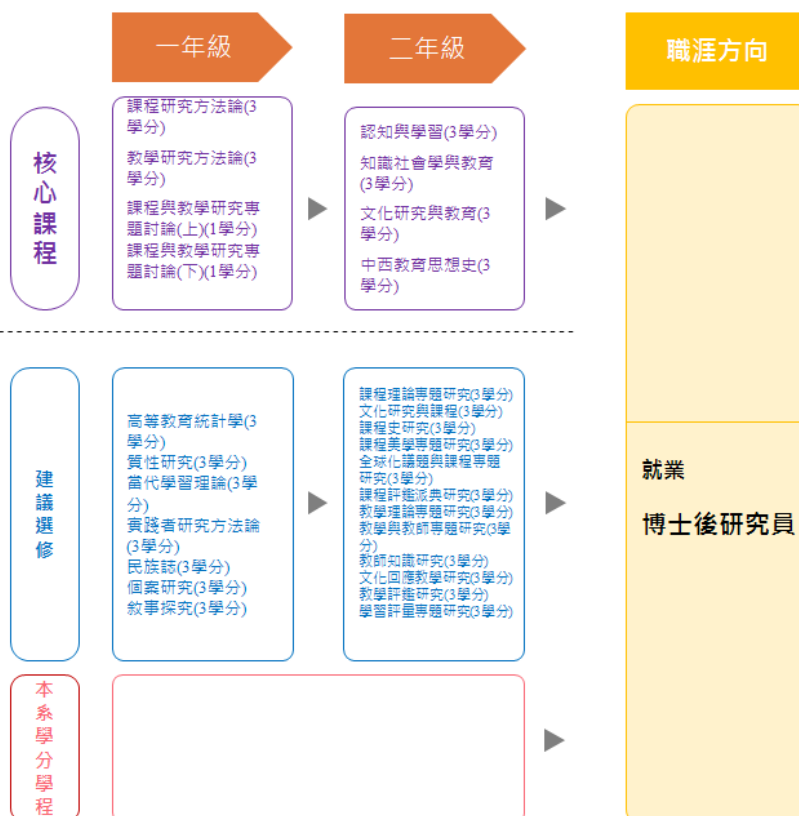 一年級
二年級
職涯方向
核心課程
課程研究方法論(3
學分)
教學研究方法論(3
學分)
課程與教學研究專
題討論(上)(1學分)
課程與教學研究專
題討論(下)(1學分)
認知與學習(3學分)
知識社會學與教育
(3學分)
文化研究與教育(3
學分)
中西教育思想史(3
學分)
建議選修
高等教育統計學(3
學分)
質性研究(3學分)
當代學習理論(3學
分)
實踐者研究方法論
(3學分)
民族誌(3學分)
個案研究(3學分)
敘事探究(3學分)
課程理論專題研究(3學分)
文化研究與課程(3學分)
課程史研究(3學分)
課程美學專題研究(3學分)
全球化議題與課程專題
研究(3學分)
課程評鑑派典研究(3學分)
教學理論專題研究(3學分)
教學與教師專題研究(3學
分)
教師知識研究(3學分)
文化回應教學研究(3學分)
教學評鑑研究(3學分)
學習評量專題研究(3學分)
就業
博士後研究員
本系學分學程